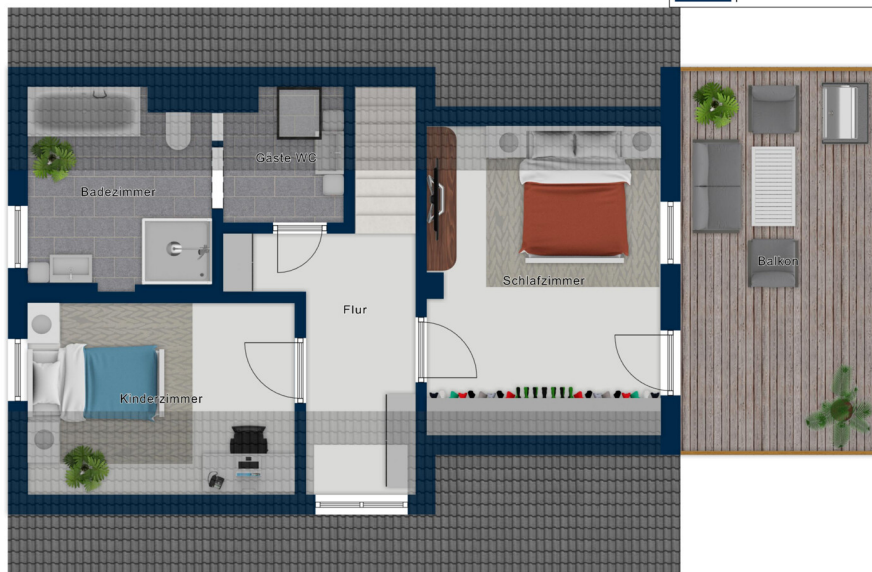 Gäste WC
Badezimmer
Balkon
Schlafzimmer
Flur
Kinderzimmer